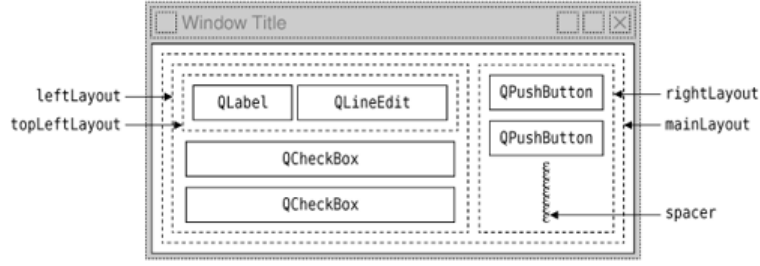 Window Title
leftLayout
topLeftLayout
QLabel
QLineEdit
QCheckBox
QCheckBox
QPushButton
QPushButton
rightLayout
mainLayout
spacer